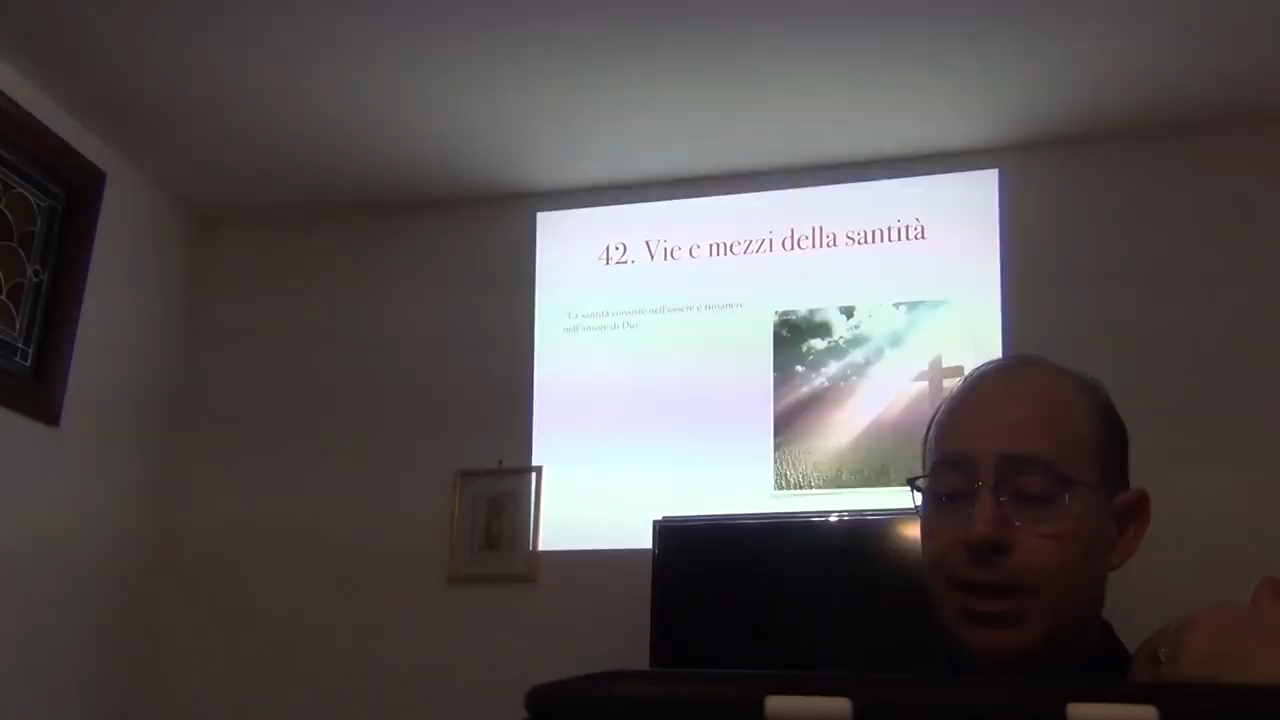 42. Vie e mezzi della santità
"La santità consiste nell'essere e rimanere
nell'amore di Dio"